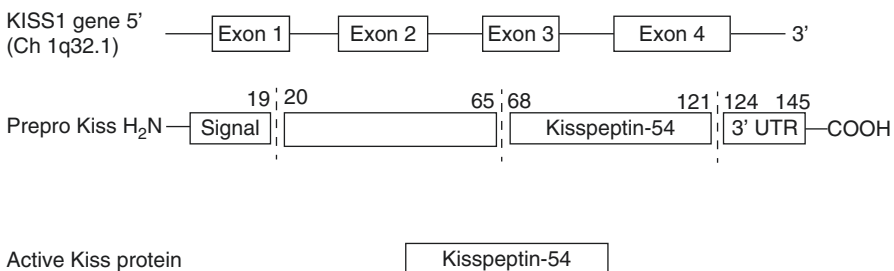 KISS1 gene 5’
(Ch 1q32.1)
Exon 1 Exon 2 Exon 3 Exon 4 3’
19 20 65 68 121 124 145
Prepro Kiss H₂N Signal Kisspeptin-54 3’ UTR COOH
Active Kiss protein Kisspeptin-54